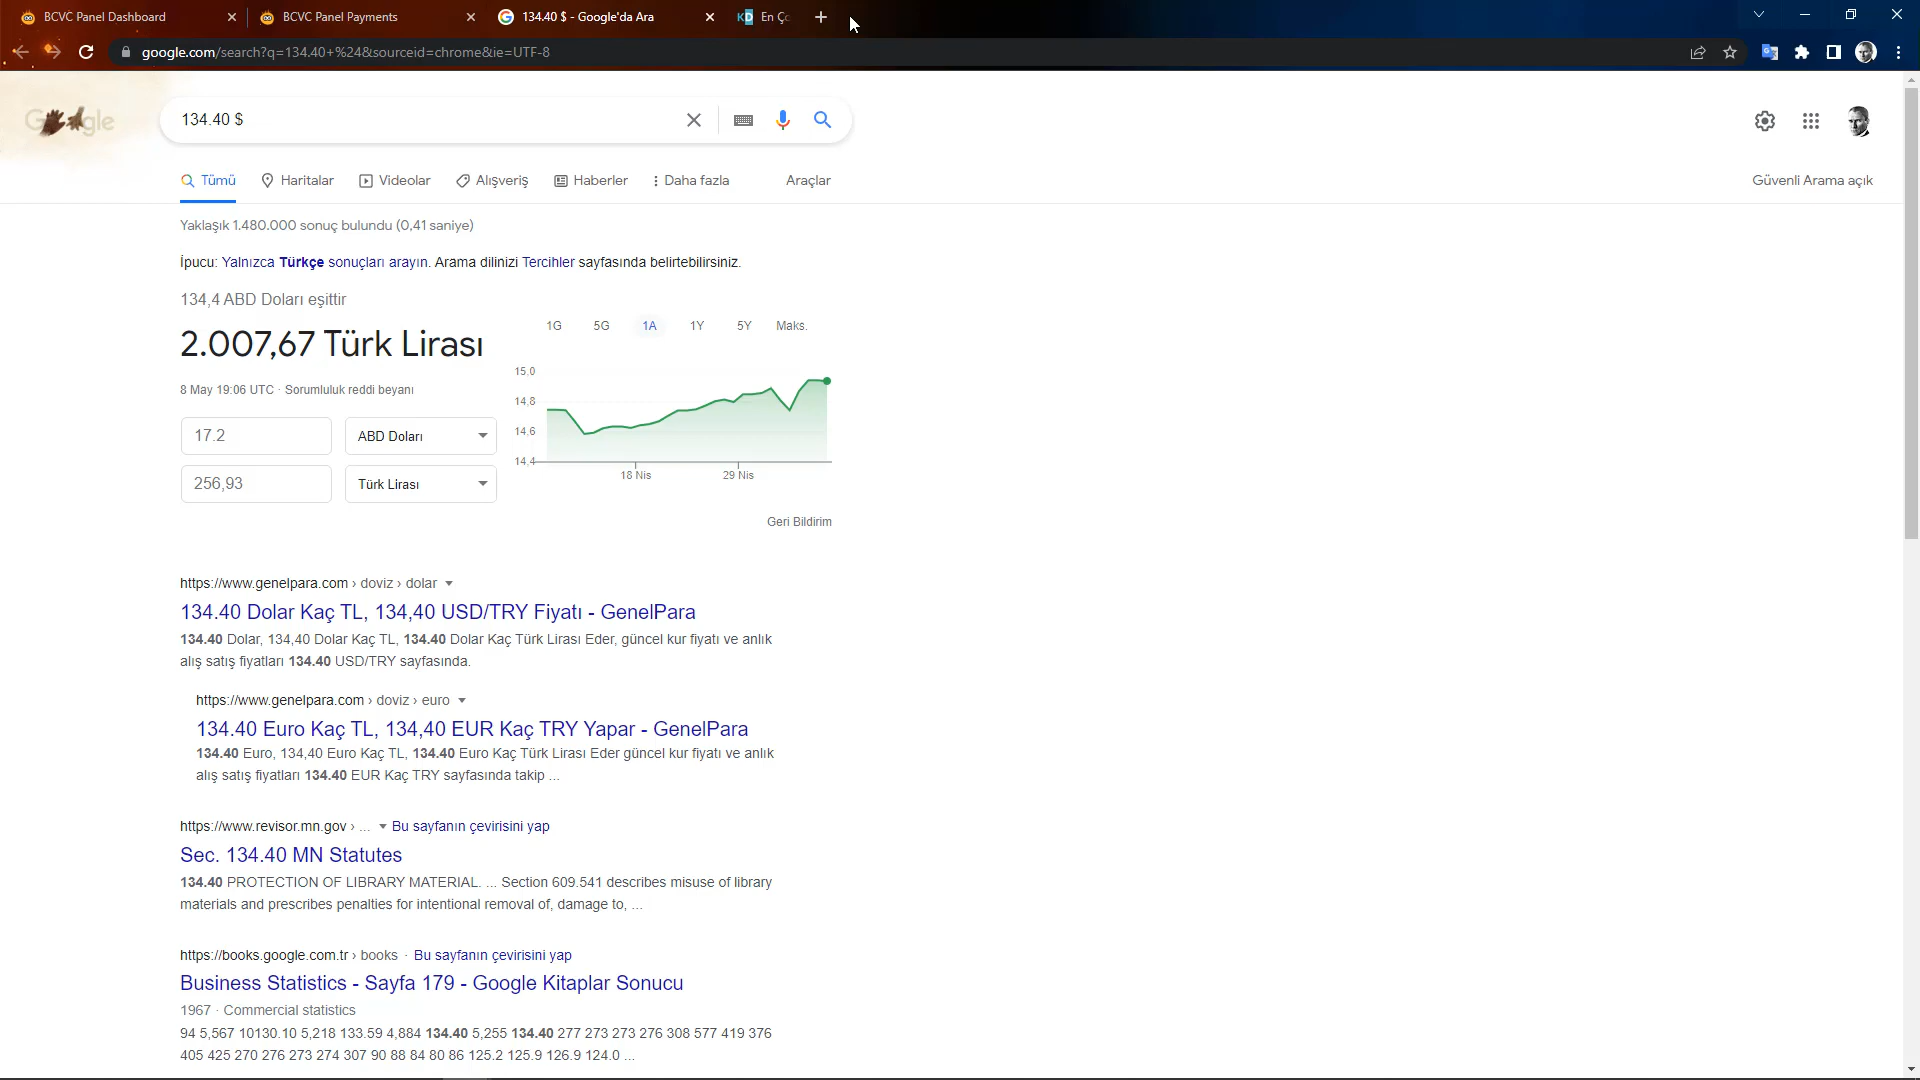 BCVC Panel Dashboard
BCVC Panel Payments
134.40 $ - Google'da Ara
KD En Ço
google.com/search?q=134.40+%24&sourceid=chrome&ie=UTF-8
Google
134.40 $
Tümü
Haritalar
Videolar
Alışveriş
Haberler
Daha fazla
Araçlar
Güvenli Arama açık
Yaklaşık 1.480.000 sonuç bulundu (0,41 saniye)
İpucu: Yalnızca Türkçe sonuçları arayın. Arama dilinizi Tercihler sayfasında belirtebilirsiniz.
134,4 ABD Doları eşittir
2.007,67 Türk Lirası
8 May 19:06 UTC · Sorumluluk reddi beyanı
17.2
ABD Doları
256,93
Türk Lirası
1G 5G 1A 1Y 5Y Maks.
15.0
14.8
14.6
14.4
18 Nis 29 Nis
Geri Bildirim
https://www.genelpara.com › doviz › dolar
134.40 Dolar Kaç TL, 134,40 USD/TRY Fiyatı - GenelPara
134.40 Dolar, 134,40 Dolar Kaç TL, 134.40 Dolar Kaç Türk Lirası Eder, güncel kur fiyatı ve anlık
alış satış fiyatları 134.40 USD/TRY sayfasında.
https://www.genelpara.com › doviz › euro
134.40 Euro Kaç TL, 134,40 EUR Kaç TRY Yapar - GenelPara
134.40 Euro, 134,40 Euro Kaç TL, 134.40 Euro Kaç Türk Lirası Eder güncel kur fiyatı ve anlık
alış satış fiyatları 134.40 EUR Kaç TRY sayfasında takip ...
https://www.revisor.mn.gov › ... Bu sayfanın çevirisini yap
Sec. 134.40 MN Statutes
134.40 PROTECTION OF LIBRARY MATERIAL. ... Section 609.541 describes misuse of library
materials and prescribes penalties for intentional removal of, damage to, ...
https://books.google.com.tr › books · Bu sayfanın çevirisini yap
Business Statistics - Sayfa 179 - Google Kitaplar Sonucu
1967 · Commercial statistics
94 5,567 10130.10 5,218 133.59 4,884 134.40 5,255 134.40 277 273 273 276 308 577 419 376
405 425 270 276 273 274 307 90 88 84 80 86 125.2 125.9 126.9 124.0 ...